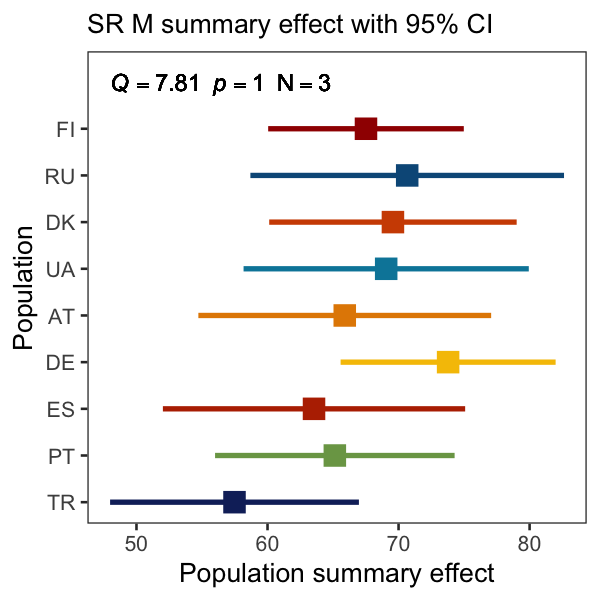 SR M summary effect with 95% CI
Q = 7.81 p = 1 N = 3
FI
RU
DK
UA
AT
DE
ES
PT
TR
Population
50 60 70 80
Population summary effect